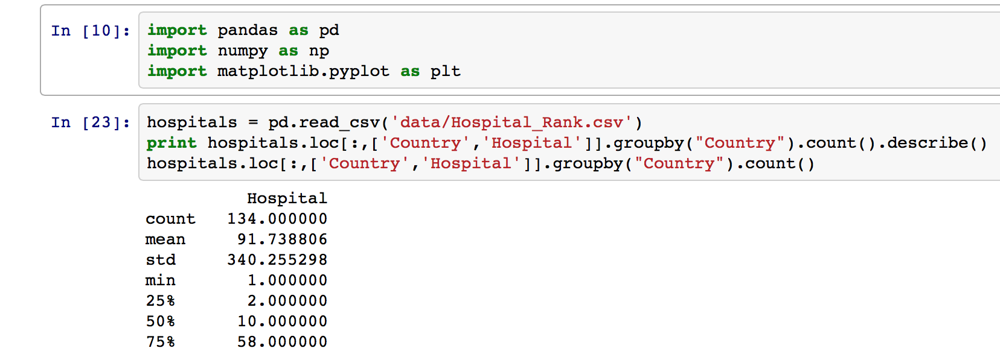 In [10]: import pandas as pd
import numpy as np
import matplotlib.pyplot as plt
In [23]: hospitals = pd.read_csv('data/Hospital_Rank.csv')
print hospitals.loc[:,['Country','Hospital']].groupby("Country").count().describe()
hospitals.loc[:,['Country','Hospital']].groupby("Country").count()
Hospital
count 134.000000
mean 91.738806
std 340.255298
min 1.000000
25% 2.000000
50% 10.000000
75% 58.000000